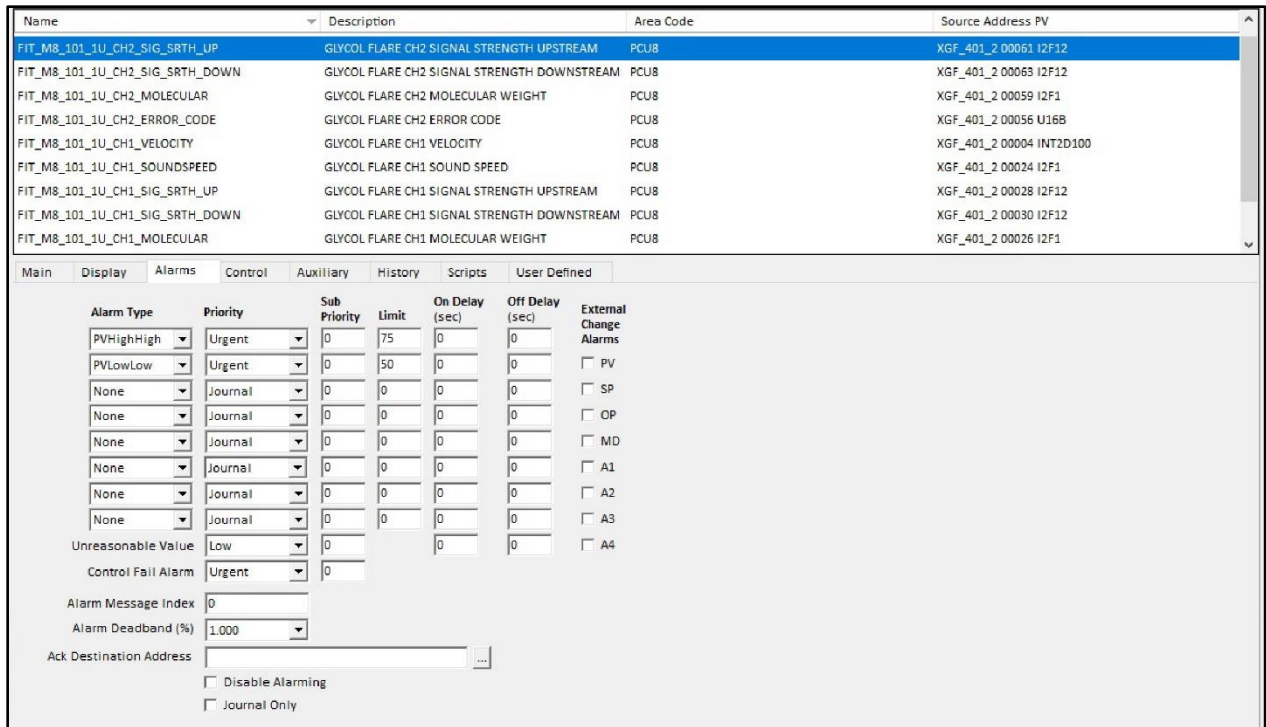 Name Description Area Code Source Address PV
FIT_M8_101_1U_CH2_SIG_SRTH_UP GLYCOL FLARE CH2 SIGNAL STRENGTH UPSTREAM PCU8 XGF_401_2 00061 I2F12
FIT_M8_101_1U_CH2_SIG_SRTH_DOWN GLYCOL FLARE CH2 SIGNAL STRENGTH DOWNSTREAM PCU8 XGF_401_2 00063 I2F12
FIT_M8_101_1U_CH2_MOLECULAR GLYCOL FLARE CH2 MOLECULAR WEIGHT PCU8 XGF_401_2 00059 I2F1
FIT_M8_101_1U_CH2_ERROR_CODE GLYCOL FLARE CH2 ERROR CODE PCU8 XGF_401_2 00056 U16B
FIT_M8_101_1U_CH1_VELOCITY GLYCOL FLARE CH1 VELOCITY PCU8 XGF_401_2 00004 INT2D100
FIT_M8_101_1U_CH1_SOUNDSPEED GLYCOL FLARE CH1 SOUND SPEED PCU8 XGF_401_2 00024 I2F1
FIT_M8_101_1U_CH1_SIG_SRTH_UP GLYCOL FLARE CH1 SIGNAL STRENGTH UPSTREAM PCU8 XGF_401_2 00028 I2F12
FIT_M8_101_1U_CH1_SIG_SRTH_DOWN GLYCOL FLARE CH1 SIGNAL STRENGTH DOWNSTREAM PCU8 XGF_401_2 00030 I2F12
FIT_M8_101_1U_CH1_MOLECULAR GLYCOL FLARE CH1 MOLECULAR WEIGHT PCU8 XGF_401_2 00026 I2F1
Main Display Alarms Control Auxiliary History Scripts User Defined
Alarm Type Priority Sub Priority Limit On Delay (sec) Off Delay (sec) External Change Alarms
PVHighHigh Urgent 0 75 0 0
PVLowLow Urgent 0 50 0 0 PV
None Journal 0 0 0 0 SP
None Journal 0 0 0 0 OP
None Journal 0 0 0 0 MD
None Journal 0 0 0 0 A1
None Journal 0 0 0 0 A2
None Journal 0 0 0 0 A3
Unreasonable Value Low 0 0 0 A4
Control Fail Alarm Urgent 0
Alarm Message Index 0
Alarm Deadband (%) 1.000
Ack Destination Address ...
Disable Alarming
Journal Only